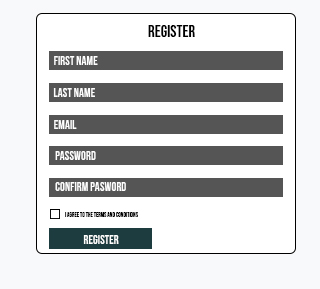 REGISTER
FIRST NAME
LAST NAME
EMAIL
PASSWORD
CONFIRM PASWORD
I AGREE TO THE TERMS AND CONDITIONS
REGISTER